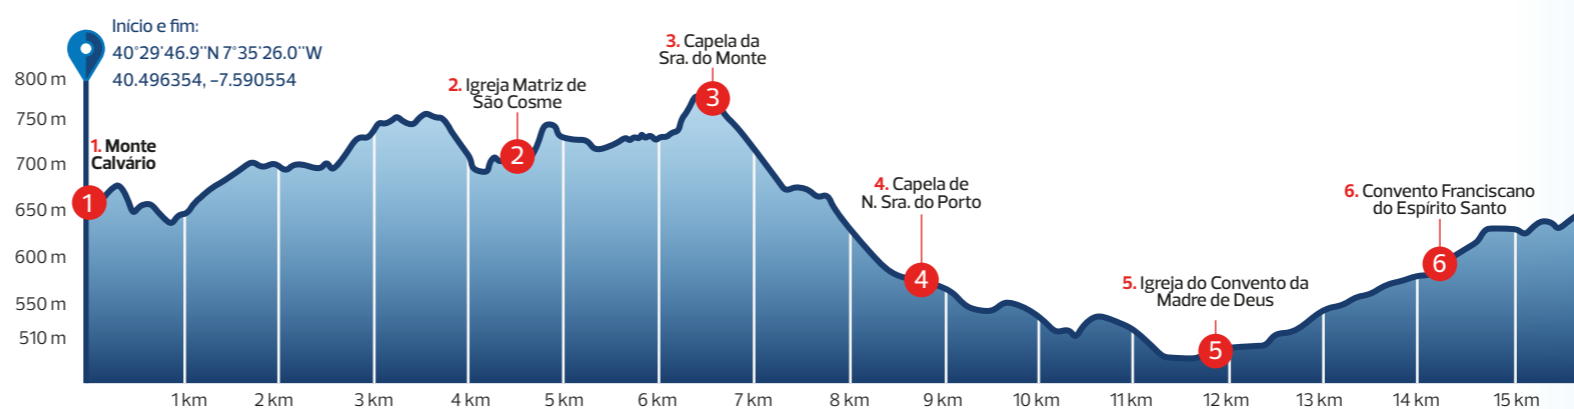 Início e fim:
40°29'46.9''N 7°35'26.0''W
40.496354, -7.590554
800 m
750 m
700 m
650 m
600 m
550 m
510 m
1. Monte
Calvário
1
2. Igreja Matriz de
São Cosme
2
3. Capela da
Sra. do Monte
3
4. Capela de
N. Sra. do Porto
4
5. Igreja do Convento da
Madre de Deus
5
6. Convento Franciscano
do Espírito Santo
6
1 km
2 km
3 km
4 km
5 km
6 km
7 km
8 km
9 km
10 km
11 km
12 km
13 km
14 km
15 km